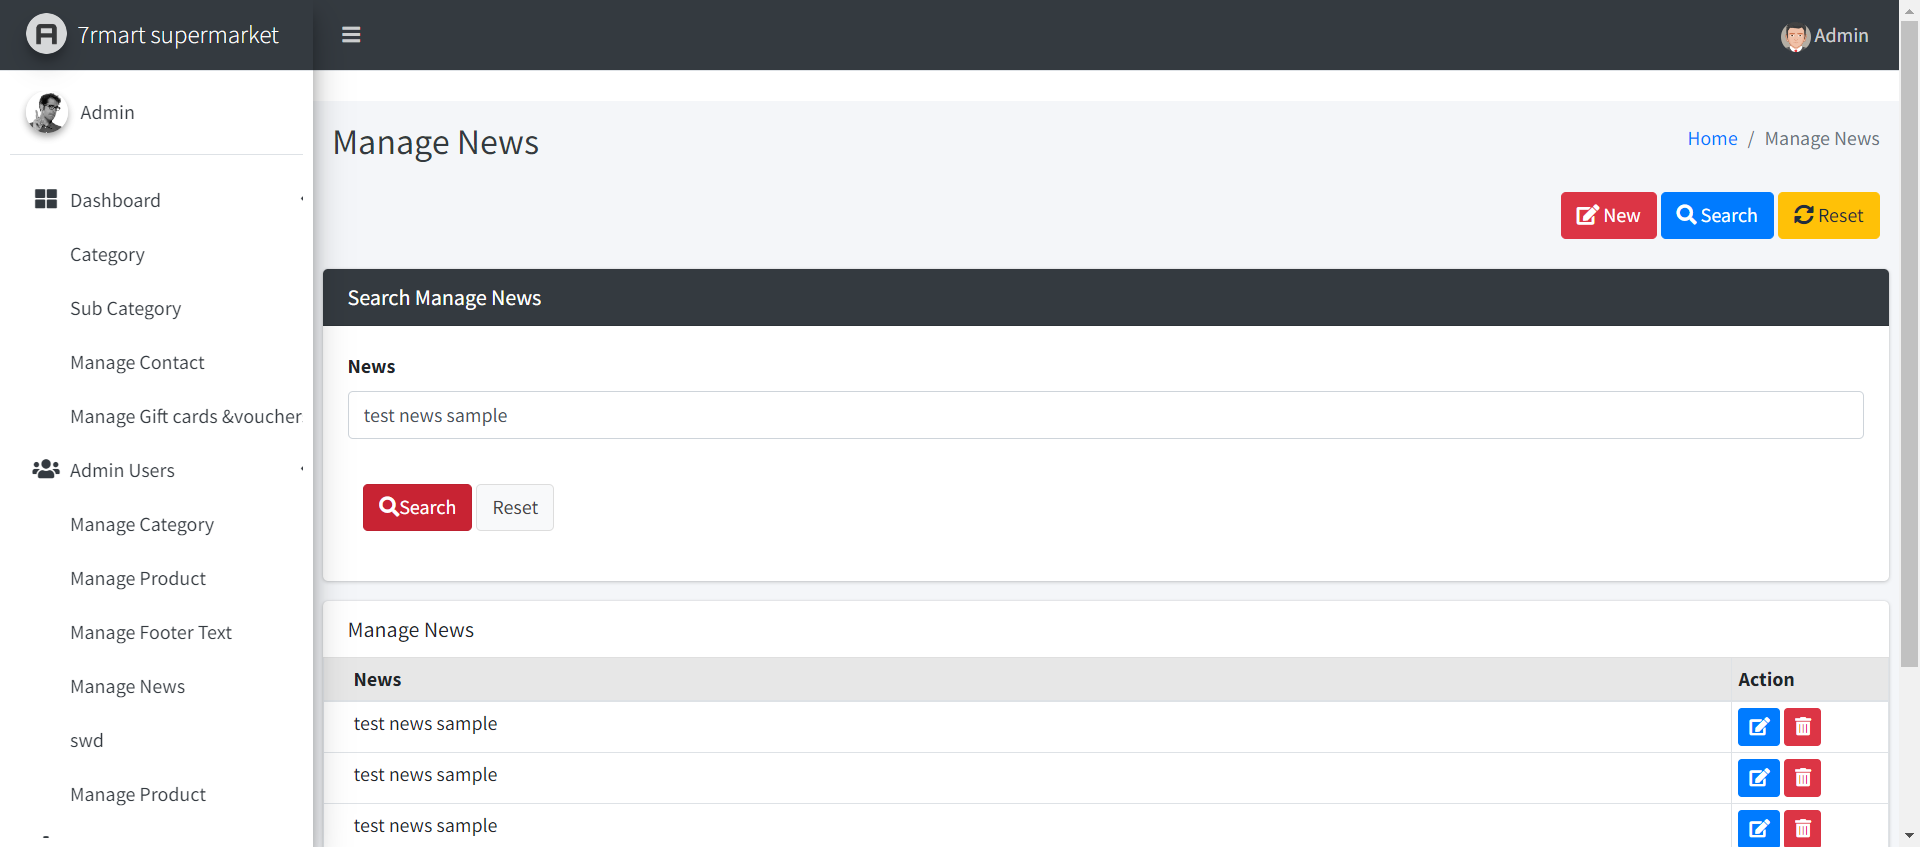 7rmart supermarket
Admin
Admin
Dashboard
Category
Sub Category
Manage Contact
Manage Gift cards &voucher
Admin Users
Manage Category
Manage Product
Manage Footer Text
Manage News
swd
Manage Product
Manage News
Home / Manage News
New Search Reset
Search Manage News
News
test news sample
Search Reset
Manage News
News Action
test news sample
test news sample
test news sample